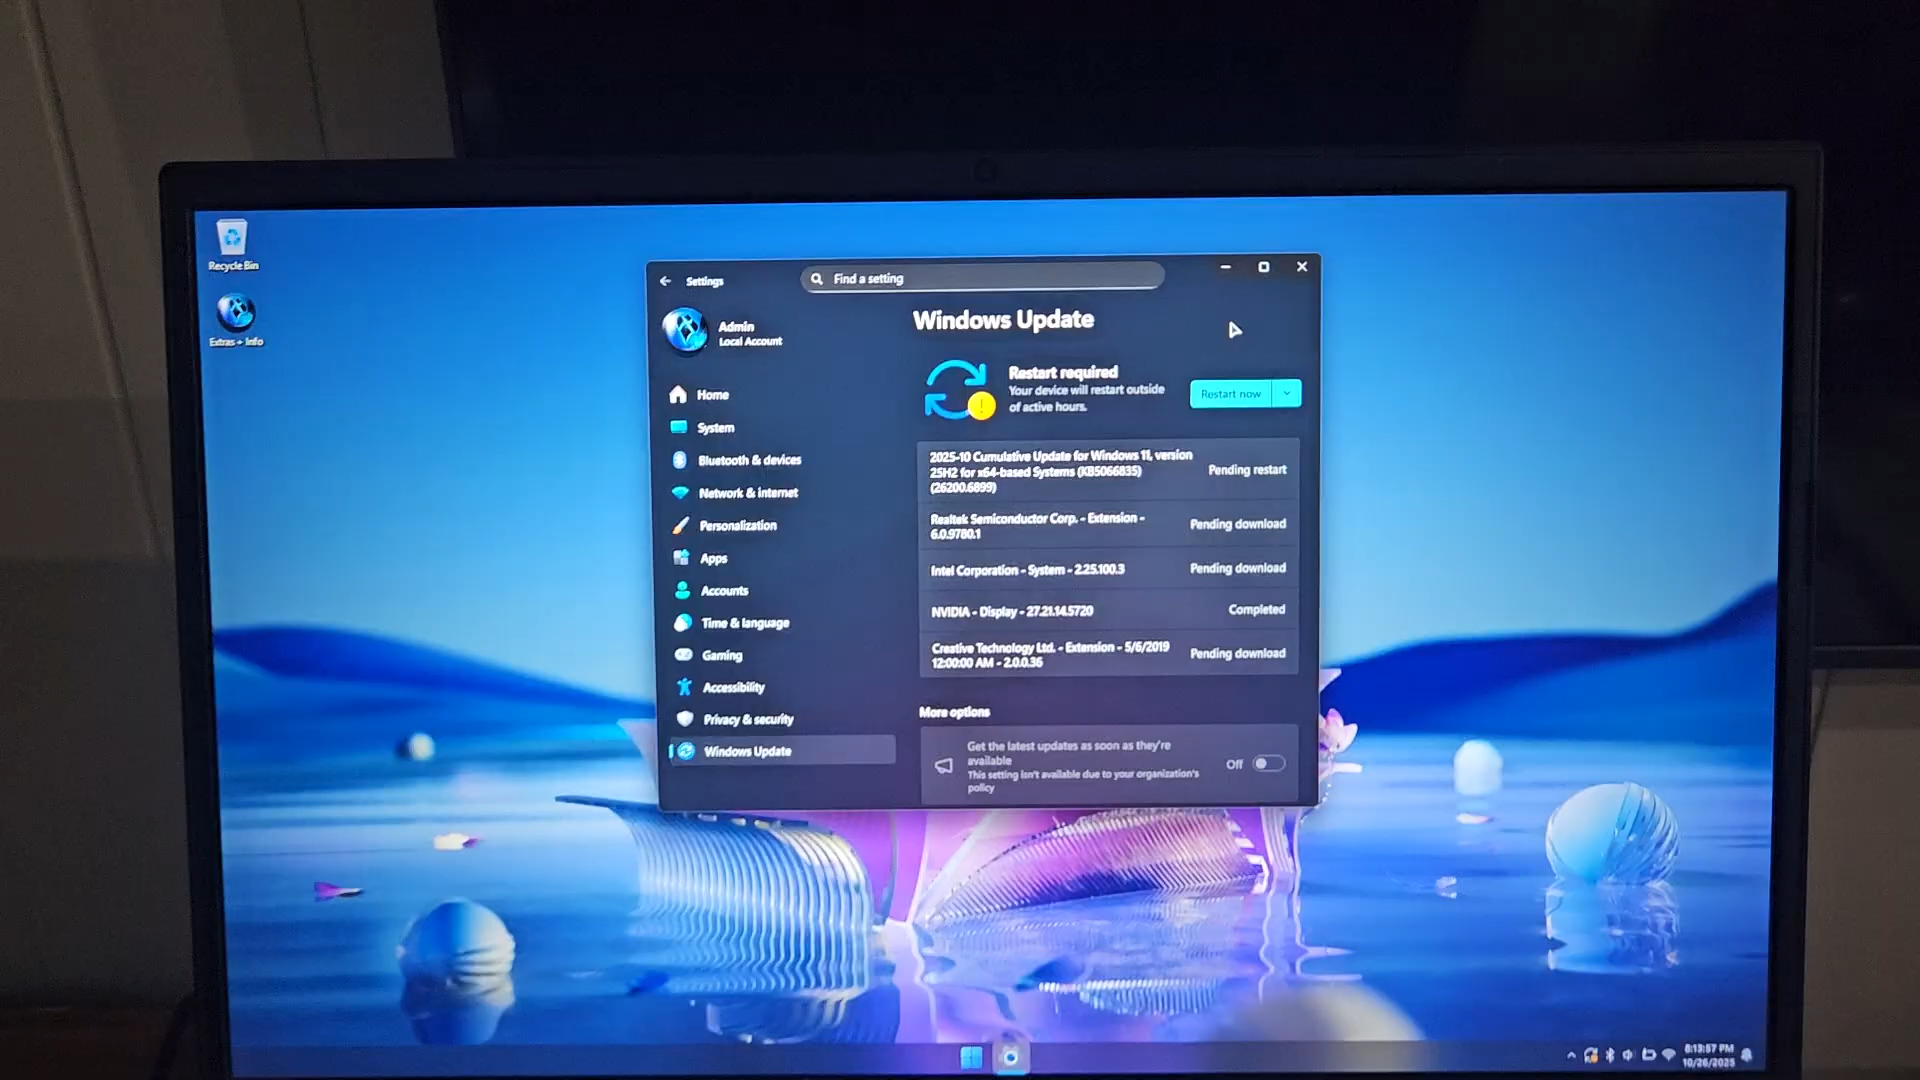 Recycle Bin
Extras + Info
Settings
Find a setting
Admin
Local Account
Home
System
Bluetooth & devices
Network & internet
Personalization
Apps
Accounts
Time & language
Gaming
Accessibility
Privacy & security
Windows Update
Windows Update
Restart required
Your device will restart outside
of active hours.
Restart now
2025-10 Cumulative Update for Windows 11, version
25H2 for x64-based Systems (KB5066835)
(26200.6899)
Pending restart
Realtek Semiconductor Corp. - Extension -
6.0.9780.1
Pending download
Intel Corporation - System - 2.25.100.3
Pending download
NVIDIA - Display - 27.21.14.5720
Completed
Creative Technology Ltd. - Extension - 5/6/2019
12:00:00 AM - 2.0.0.36
Pending download
More options
Get the latest updates as soon as they're
available
This setting isn't available due to your organization's
policy
Off
8:13:57 PM
10/26/2025